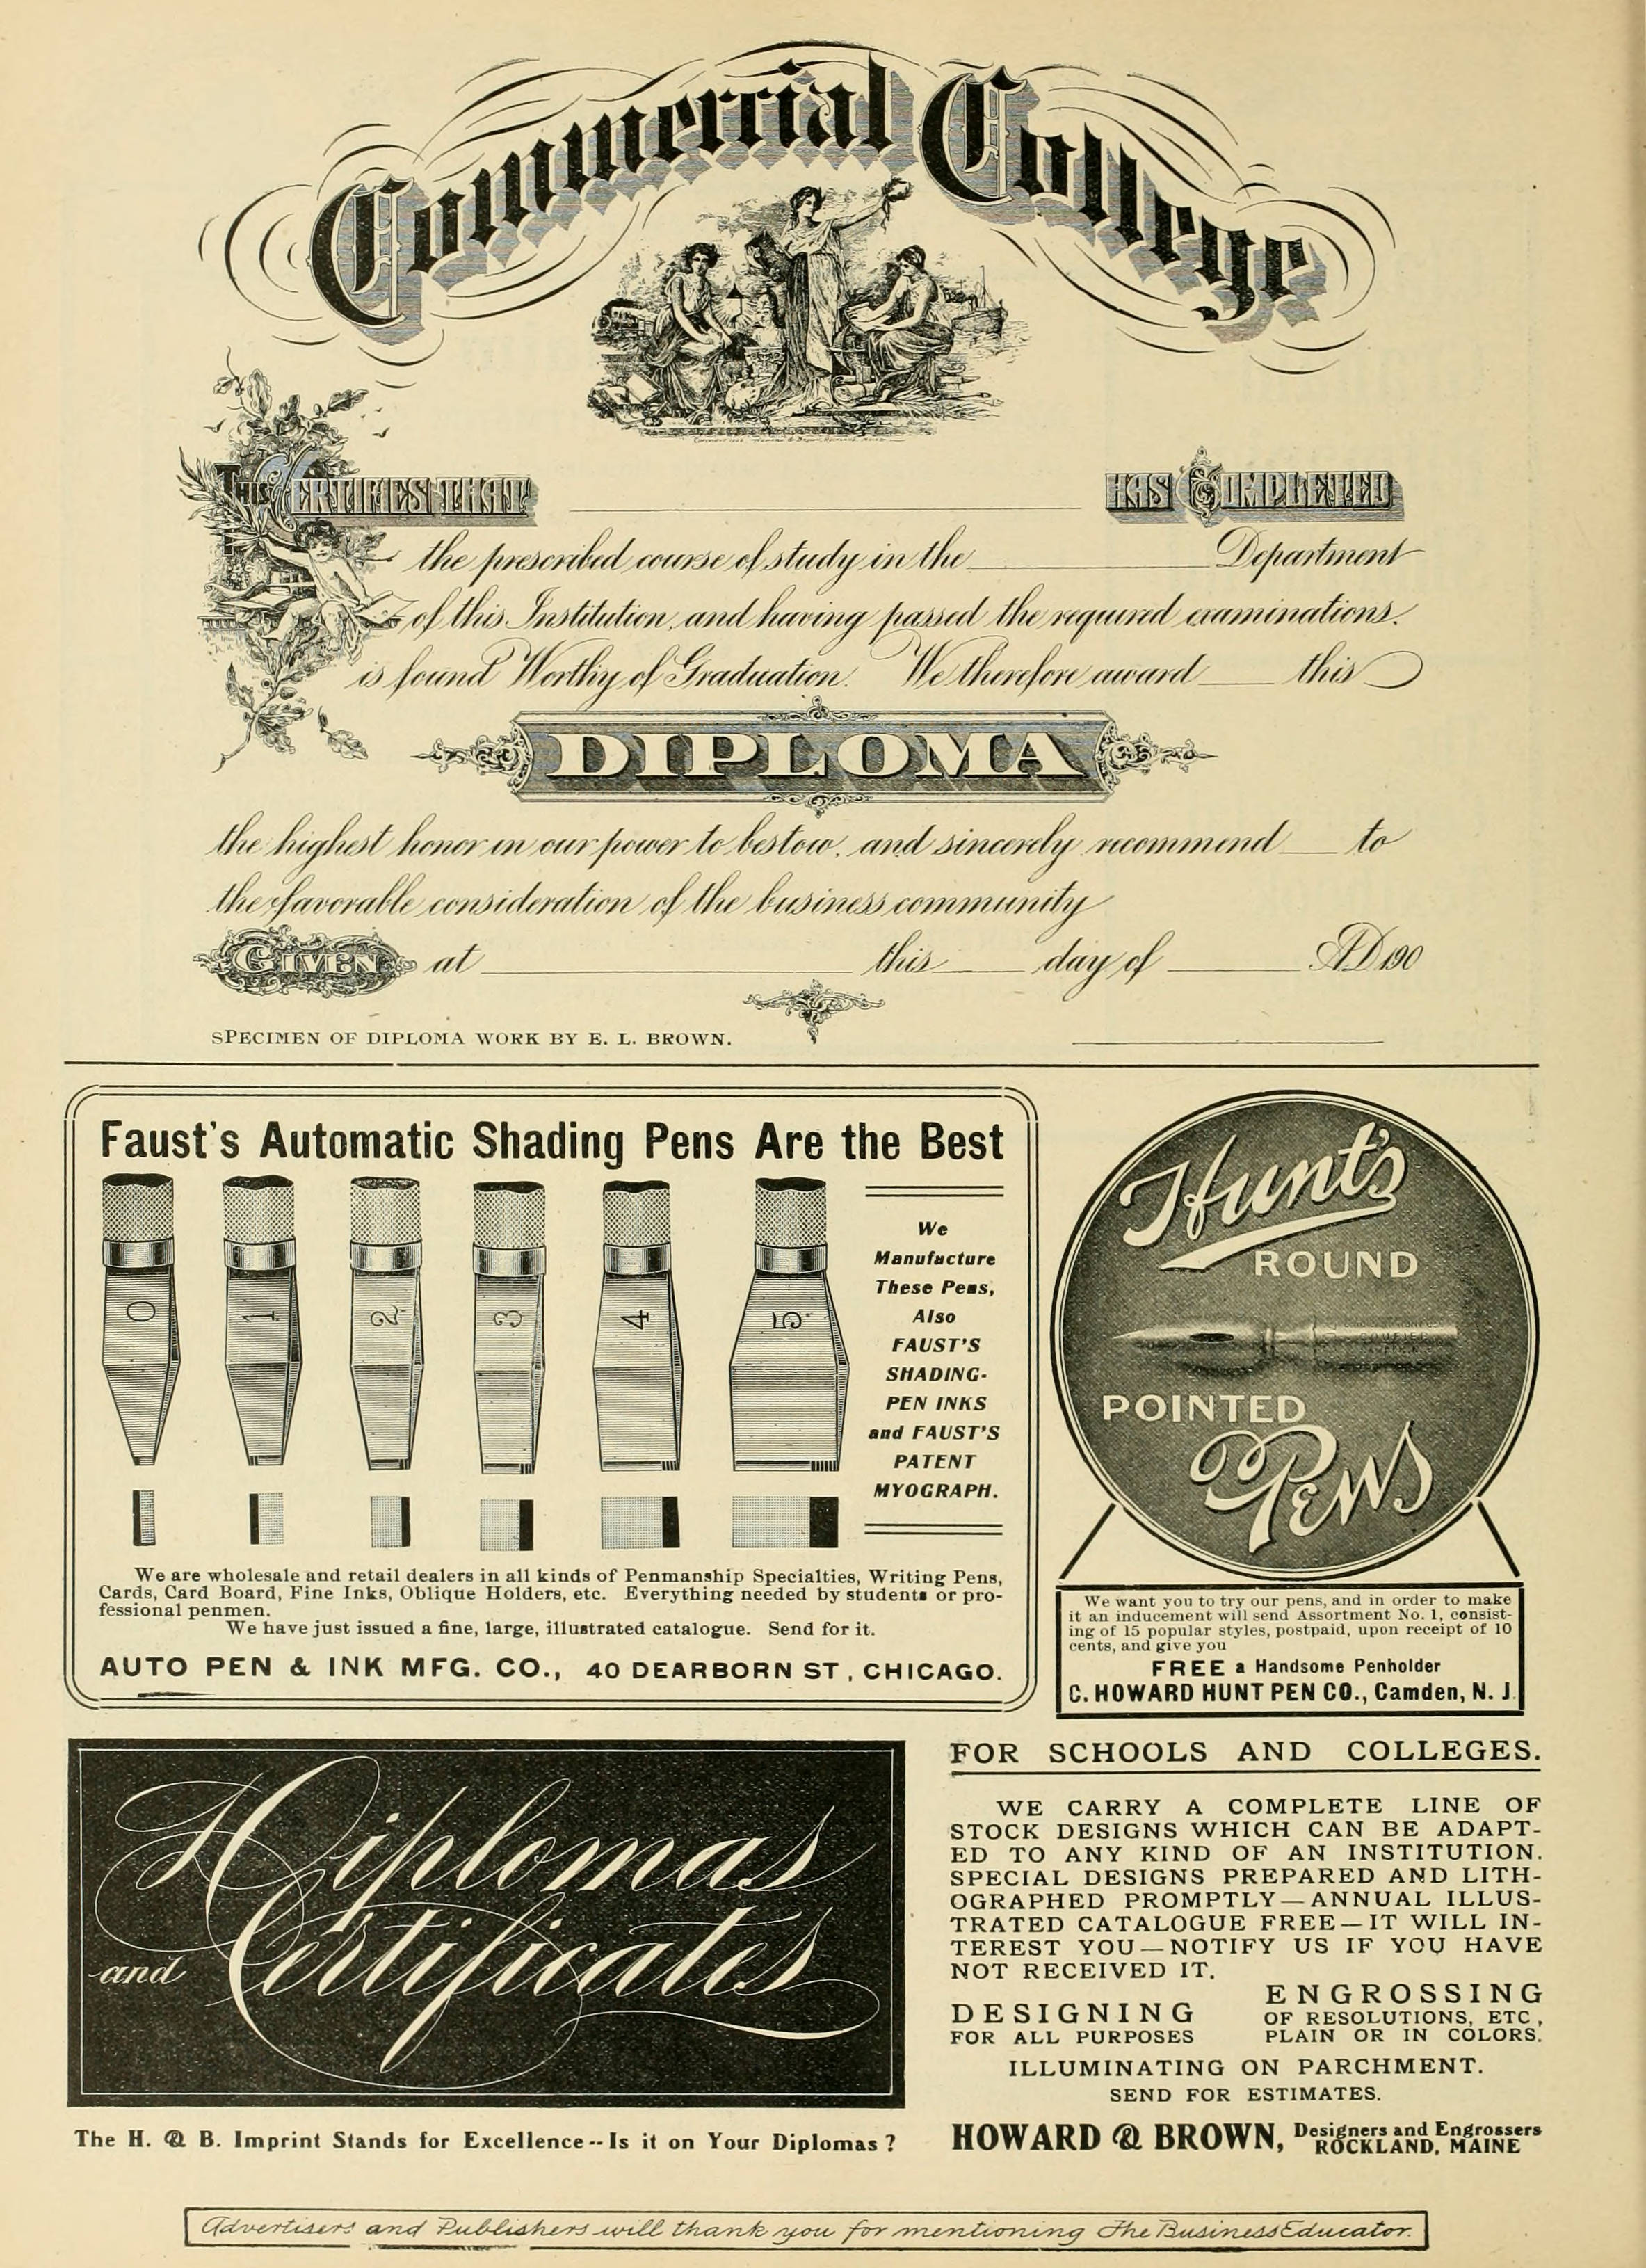 Commercial College
THIS CERTIFIES THAT HAS COMPLETED
the prescribed course of study in the Department
of this Institution, and having passed the required examinations.
is found Worthy of Graduation. We therefore award this
DIPLOMA
the highest honor in our power to bestow, and sincerely recommend to
the favorable consideration of the business community
GIVEN at this day of A.D. 190
SPECIMEN OF DIPLOMA WORK BY E. L. BROWN.
Faust's Automatic Shading Pens Are the Best
0 1 2 3 4 5
We
Manufacture
These Pens,
Also
FAUST'S
SHADING-
PEN INKS
and FAUST'S
PATENT
MYOGRAPH.
We are wholesale and retail dealers in all kinds of Penmanship Specialties, Writing Pens,
Cards, Card Board, Fine Inks, Oblique Holders, etc. Everything needed by students or pro-
fessional penmen.
We have just issued a fine, large, illustrated catalogue. Send for it.
AUTO PEN & INK MFG. CO., 40 DEARBORN ST, CHICAGO.
Hunt's
ROUND
POINTED
PENS
We want you to try our pens, and in order to make
it an inducement will send Assortment No. 1, consist-
ing of 15 popular styles, postpaid, upon receipt of 10
cents, and give you
FREE a Handsome Penholder
C. HOWARD HUNT PEN CO., Camden, N. J.
Diplomas
and Certificates
The H. & B. Imprint Stands for Excellence--Is it on Your Diplomas?
FOR SCHOOLS AND COLLEGES.
WE CARRY A COMPLETE LINE OF
STOCK DESIGNS WHICH CAN BE ADAPT-
ED TO ANY KIND OF AN INSTITUTION.
SPECIAL DESIGNS PREPARED AND LITH-
OGRAPHED PROMPTLY—ANNUAL ILLUS-
TRATED CATALOGUE FREE—IT WILL IN-
TEREST YOU—NOTIFY US IF YOU HAVE
NOT RECEIVED IT.
DESIGNING
FOR ALL PURPOSES
ENGROSSING
OF RESOLUTIONS, ETC,
PLAIN OR IN COLORS.
ILLUMINATING ON PARCHMENT.
SEND FOR ESTIMATES.
HOWARD & BROWN, Designers and Engrossers
ROCKLAND, MAINE
Advertisers and Publishers will thank you for mentioning The Business Educator.